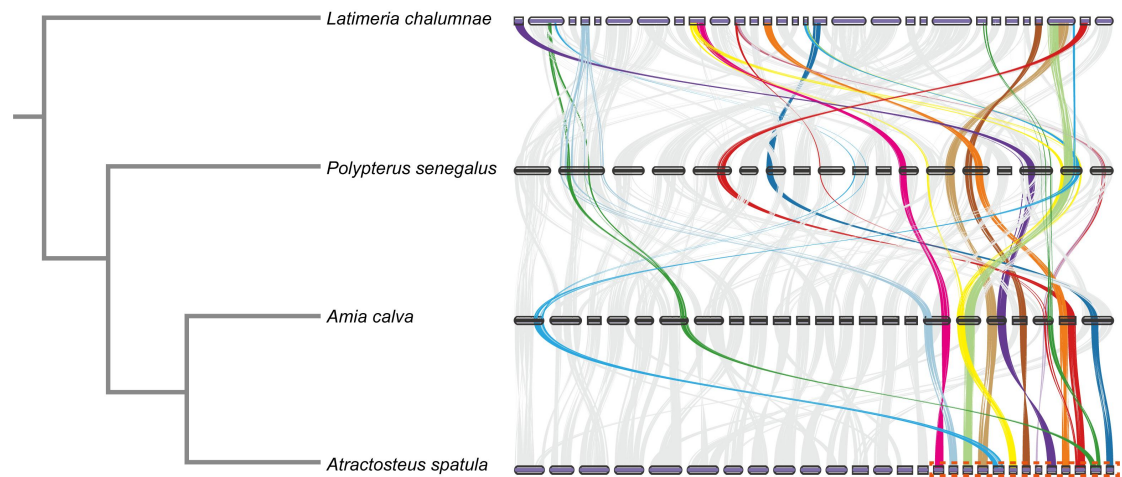 Latimeria chalumnae
Polypterus senegalus
Amia calva
Atractosteus spatula